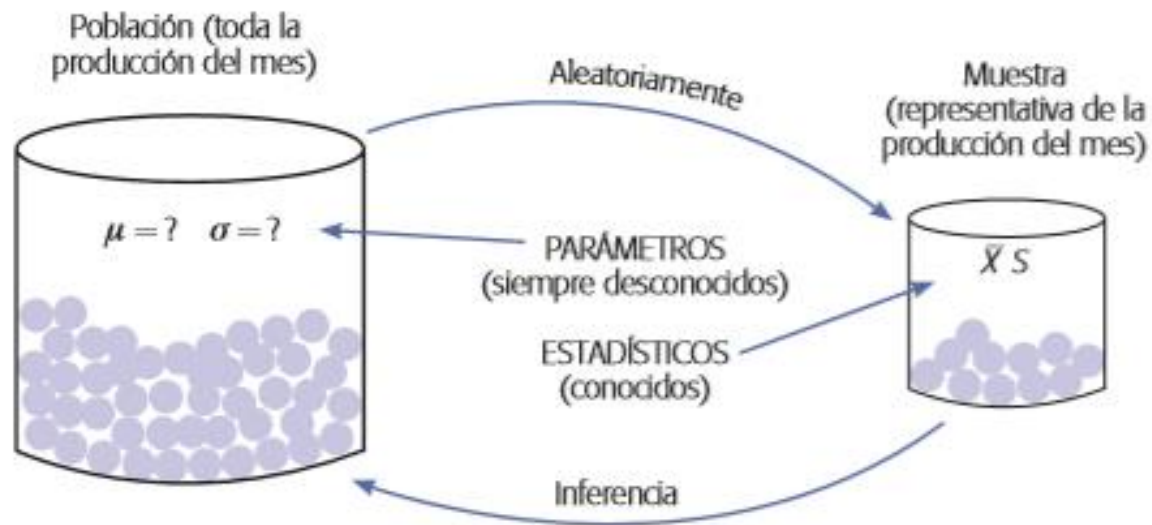 Población (toda la
producción del mes)
Aleatoriamente
Muestra
(representativa de la
producción del mes)
μ = ? σ = ?
PARÁMETROS
(siempre desconocidos)
X̄ S
ESTADÍSTICOS
(conocidos)
Inferencia